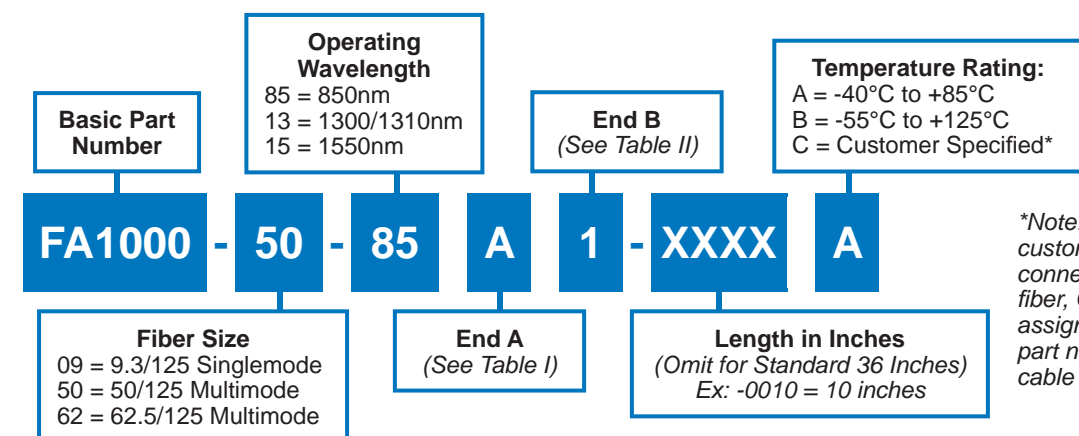 Operating
Wavelength
85 = 850nm
13 = 1300/1310nm
15 = 1550nm
Temperature Rating:
A = -40°C to +85°C
B = -55°C to +125°C
C = Customer Specified*
Basic Part
Number
End B
(See Table II)
FA1000 - 50 - 85 A 1 - XXXX A
Fiber Size
09 = 9.3/125 Singlemode
50 = 50/125 Multimode
62 = 62.5/125 Multimode
End A
(See Table I)
Length in Inches
(Omit for Standard 36 Inches)
Ex: -0010 = 10 inches
*Note
custom
conne
fiber,
assign
part n
cable